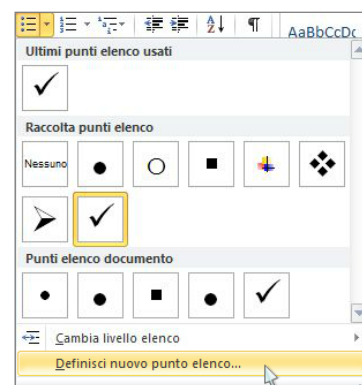 AaBbCcDc
Ultimi punti elenco usati
Raccolta punti elenco
Nessuno
Punti elenco documento
Cambia livello elenco
Definisci nuovo punto elenco...